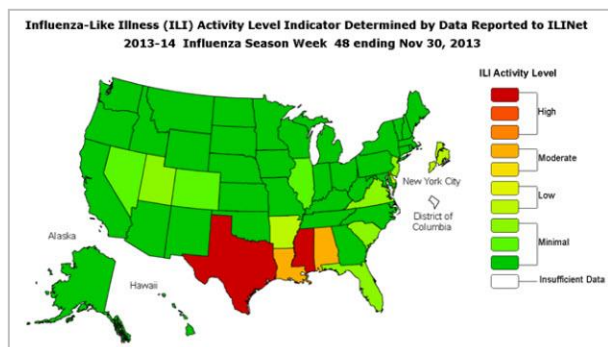 Influenza-Like Illness (ILI) Activity Level Indicator Determined by Data Reported to ILINet
2013-14 Influenza Season Week 48 ending Nov 30, 2013
ILI Activity Level
High
Moderate
Low
Minimal
Insufficient Data
New York City
District of
Columbia
Alaska
Hawaii